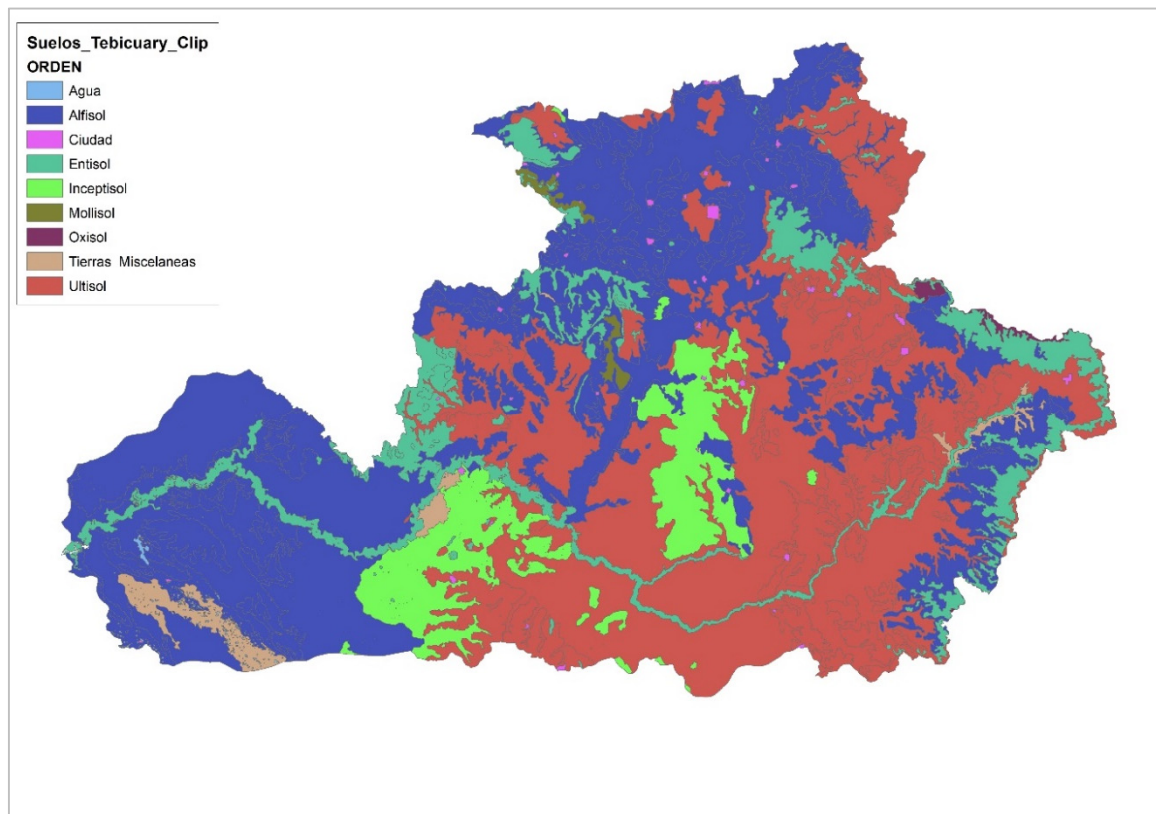 Suelos_Tebicuary_Clip
ORDEN
Agua
Alfisol
Ciudad
Entisol
Inceptisol
Mollisol
Oxisol
Tierras Miscelaneas
Ultisol